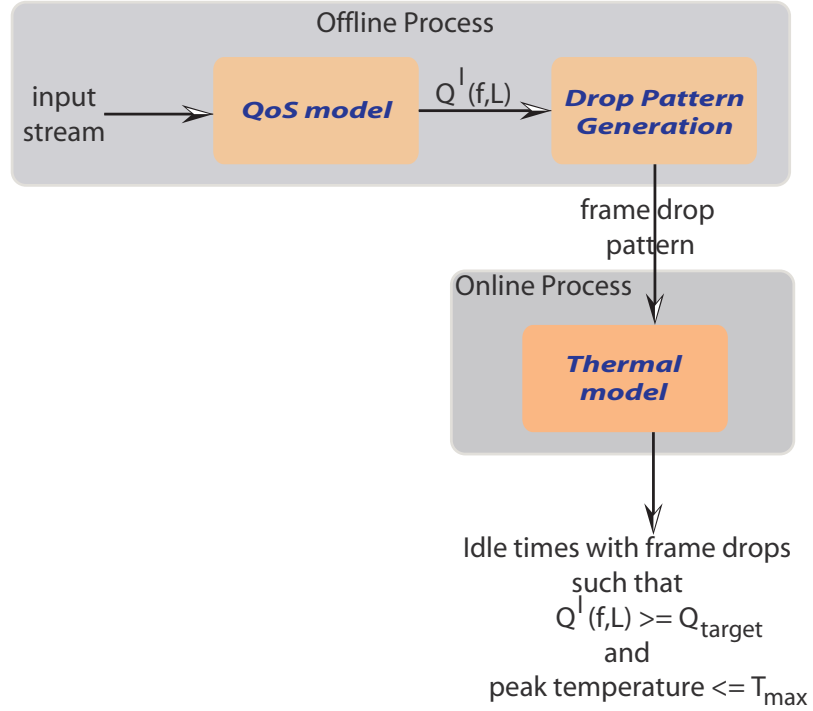 Offline Process
input
stream
QoS model
Q^I (f,L)
Drop Pattern
Generation
frame drop
pattern
Online Process
Thermal
model
Idle times with frame drops
such that
Q^I (f,L) >= Q_target
and
peak temperature <= T_max